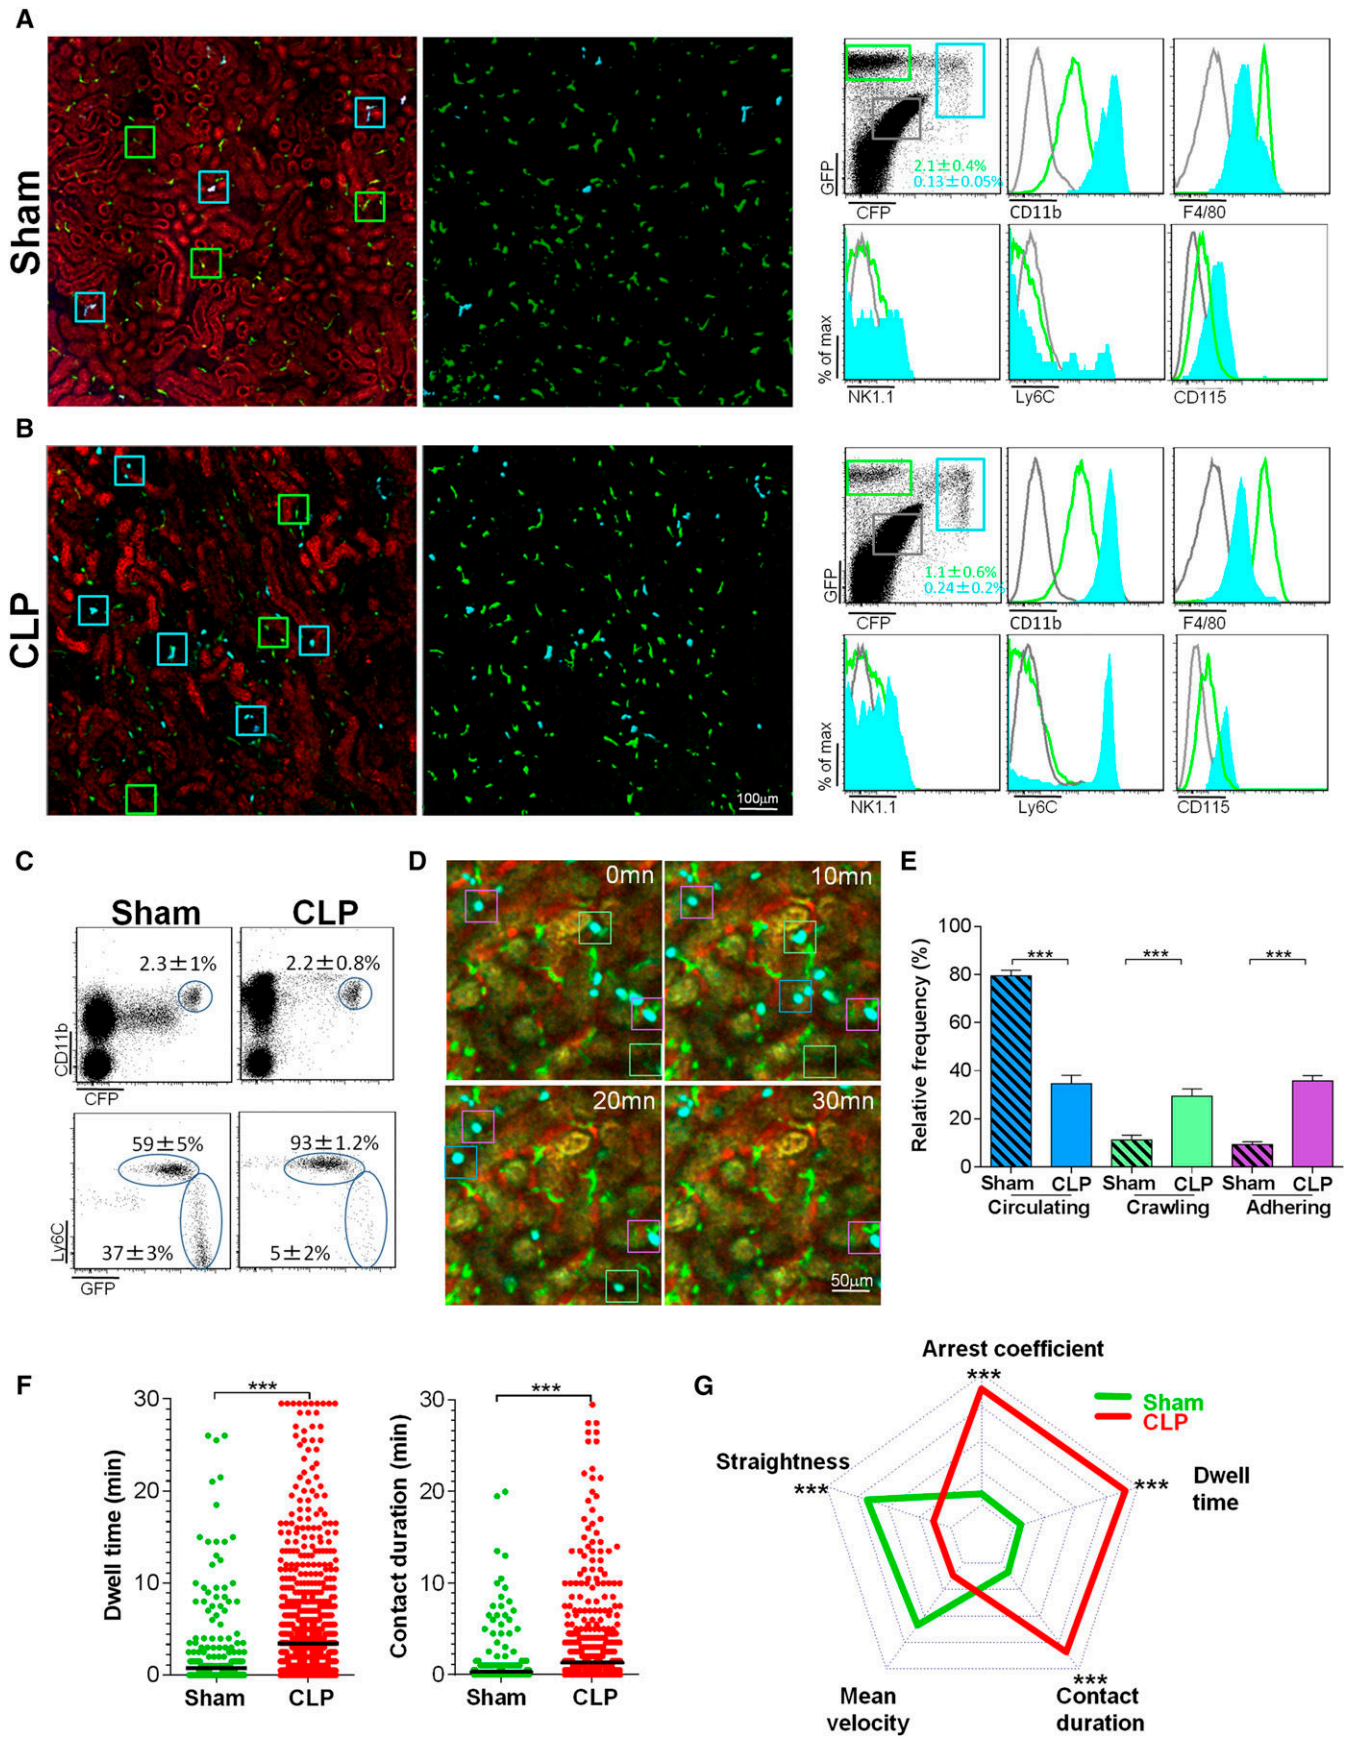 A
Sham
GFP
2.1±0.4%
0.13±0.05%
CFP
CD11b
F4/80
% of max
NK1.1
Ly6C
CD115
B
CLP
100µm
GFP
1.1±0.6%
0.24±0.2%
CFP
CD11b
F4/80
% of max
NK1.1
Ly6C
CD115
C
Sham CLP
2.3±1% 2.2±0.8%
CD11b
CFP
59±5% 93±1.2%
Ly6C
37±3% 5±2%
GFP
D
0mn 10mn
20mn 30mn
50µm
E
Relative frequency (%)
100
80
60
40
20
0
*** *** ***
Sham CLP Sham CLP Sham CLP
Circulating Crawling Adhering
F
Dwell time (min)
30
20
10
0
***
Sham CLP
Contact duration (min)
30
20
10
0
***
Sham CLP
G
Arrest coefficient
***
Sham
CLP
Straightness
***
*** Dwell
time
Mean
velocity
***
Contact
duration